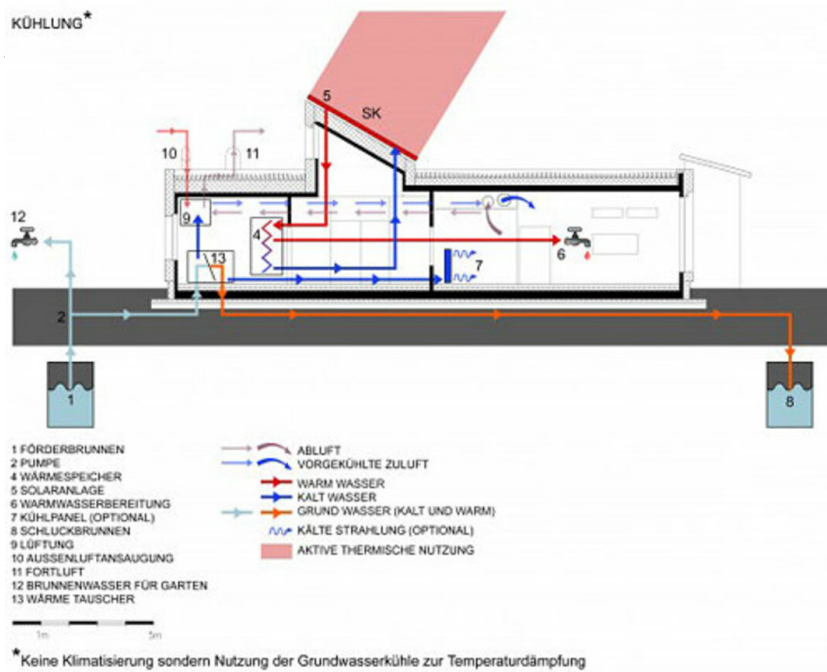 KÜHLUNG*
5
SK
10
11
12
9
4
13
6
7
2
1
8
1 FÖRDERBRUNNEN
2 PUMPE
4 WÄRMESPEICHER
5 SOLARANLAGE
6 WARMWASSERBEREITUNG
7 KÜHLPANEL (OPTIONAL)
8 SCHLUCKBRUNNEN
9 LÜFTUNG
10 AUSSENLUFTANSAUGUNG
11 FORTLUFT
12 BRUNNENWASSER FÜR GARTEN
13 WÄRME TAUSCHER
ABLUFT
VORGEKÜHLTE ZULUFT
WARM WASSER
KALT WASSER
GRUND WASSER (KALT UND WARM)
KÄLTE STRAHLUNG (OPTIONAL)
AKTIVE THERMISCHE NUTZUNG
1m 5m
*Keine Klimatisierung sondern Nutzung der Grundwasserkühle zur Temperaturdämpfung